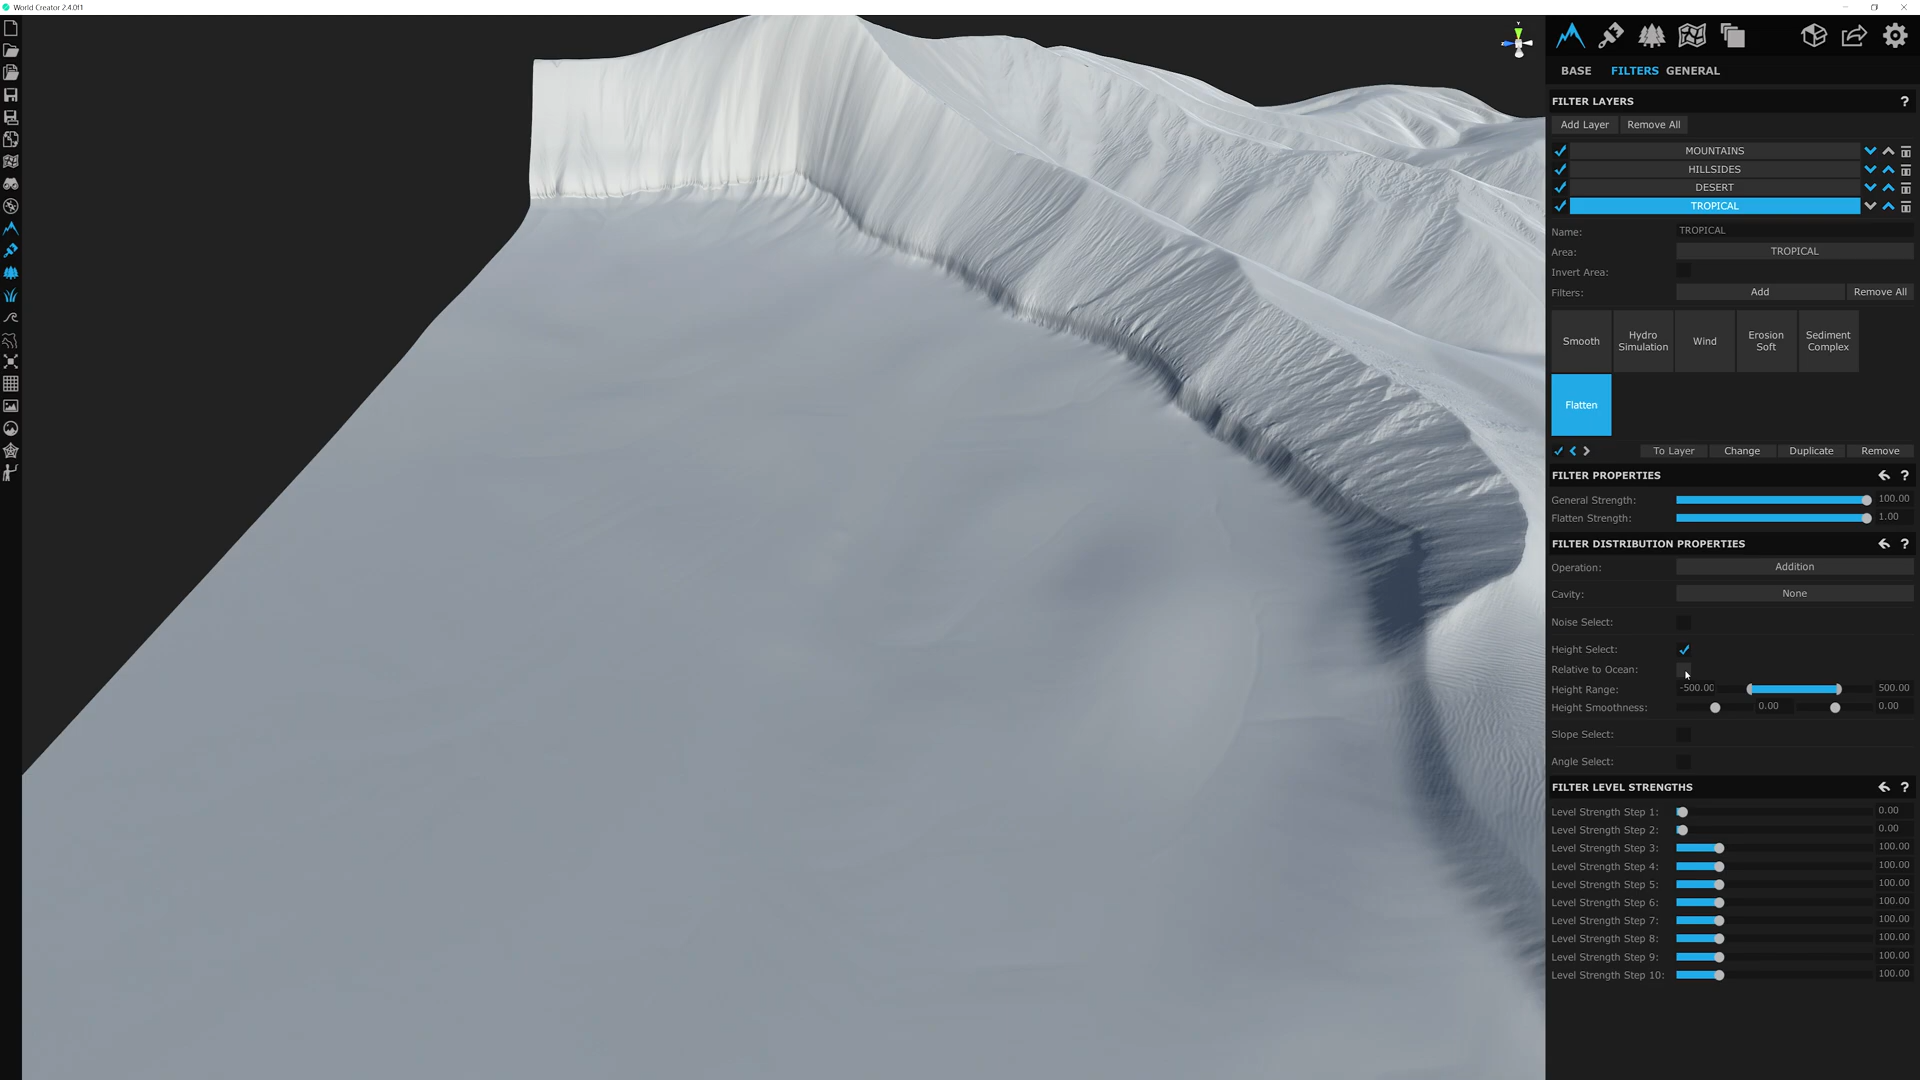 World Creator 2.4.0f1
BASE FILTERS GENERAL
FILTER LAYERS ?
Add Layer Remove All
MOUNTAINS
HILLSIDES
DESERT
TROPICAL
Name: TROPICAL
Area: TROPICAL
Invert Area:
Filters: Add Remove All
Smooth
Hydro
Simulation
Wind
Erosion
Soft
Sediment
Complex
Flatten
To Layer Change Duplicate Remove
FILTER PROPERTIES ?
General Strength: 100.00
Flatten Strength: 1.00
FILTER DISTRIBUTION PROPERTIES ?
Operation: Addition
Cavity: None
Noise Select:
Height Select:
Relative to Ocean:
Height Range: -500.00 500.00
Height Smoothness: 0.00 0.00
Slope Select:
Angle Select:
FILTER LEVEL STRENGTHS ?
Level Strength Step 1: 0.00
Level Strength Step 2: 0.00
Level Strength Step 3: 100.00
Level Strength Step 4: 100.00
Level Strength Step 5: 100.00
Level Strength Step 6: 100.00
Level Strength Step 7: 100.00
Level Strength Step 8: 100.00
Level Strength Step 9: 100.00
Level Strength Step 10: 100.00